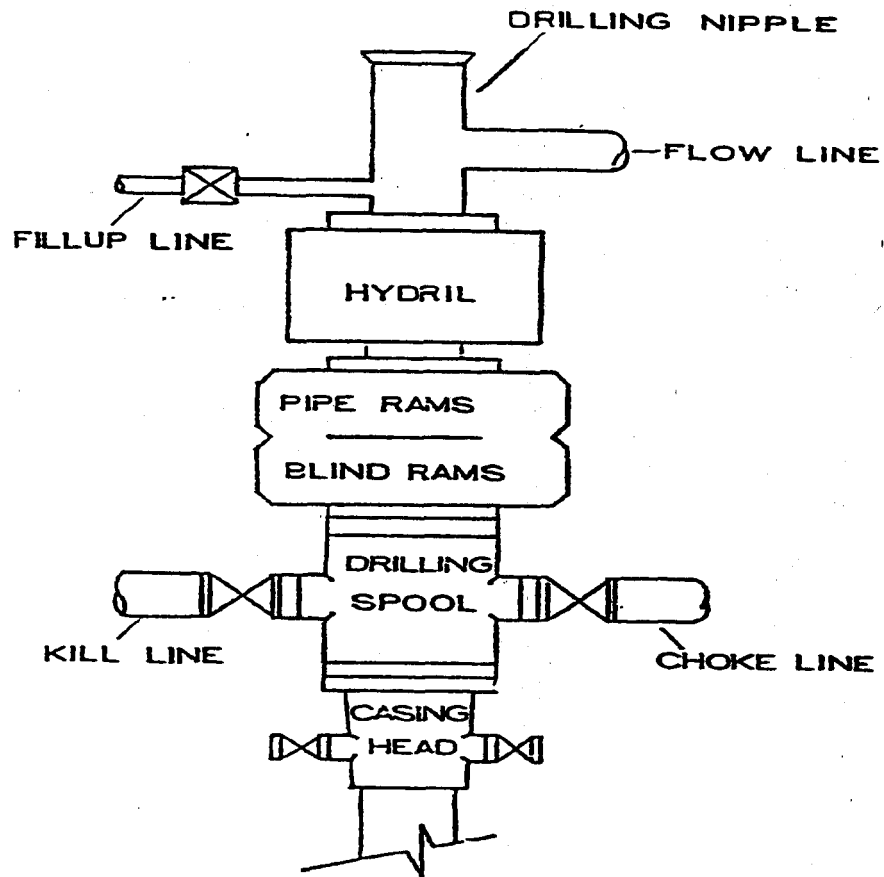 DRILLING NIPPLE
FLOW LINE
FILLUP LINE
HYDRIL
PIPE RAMS
BLIND RAMS
DRILLING
SPOOL
KILL LINE
CHOKE LINE
CASING
HEAD